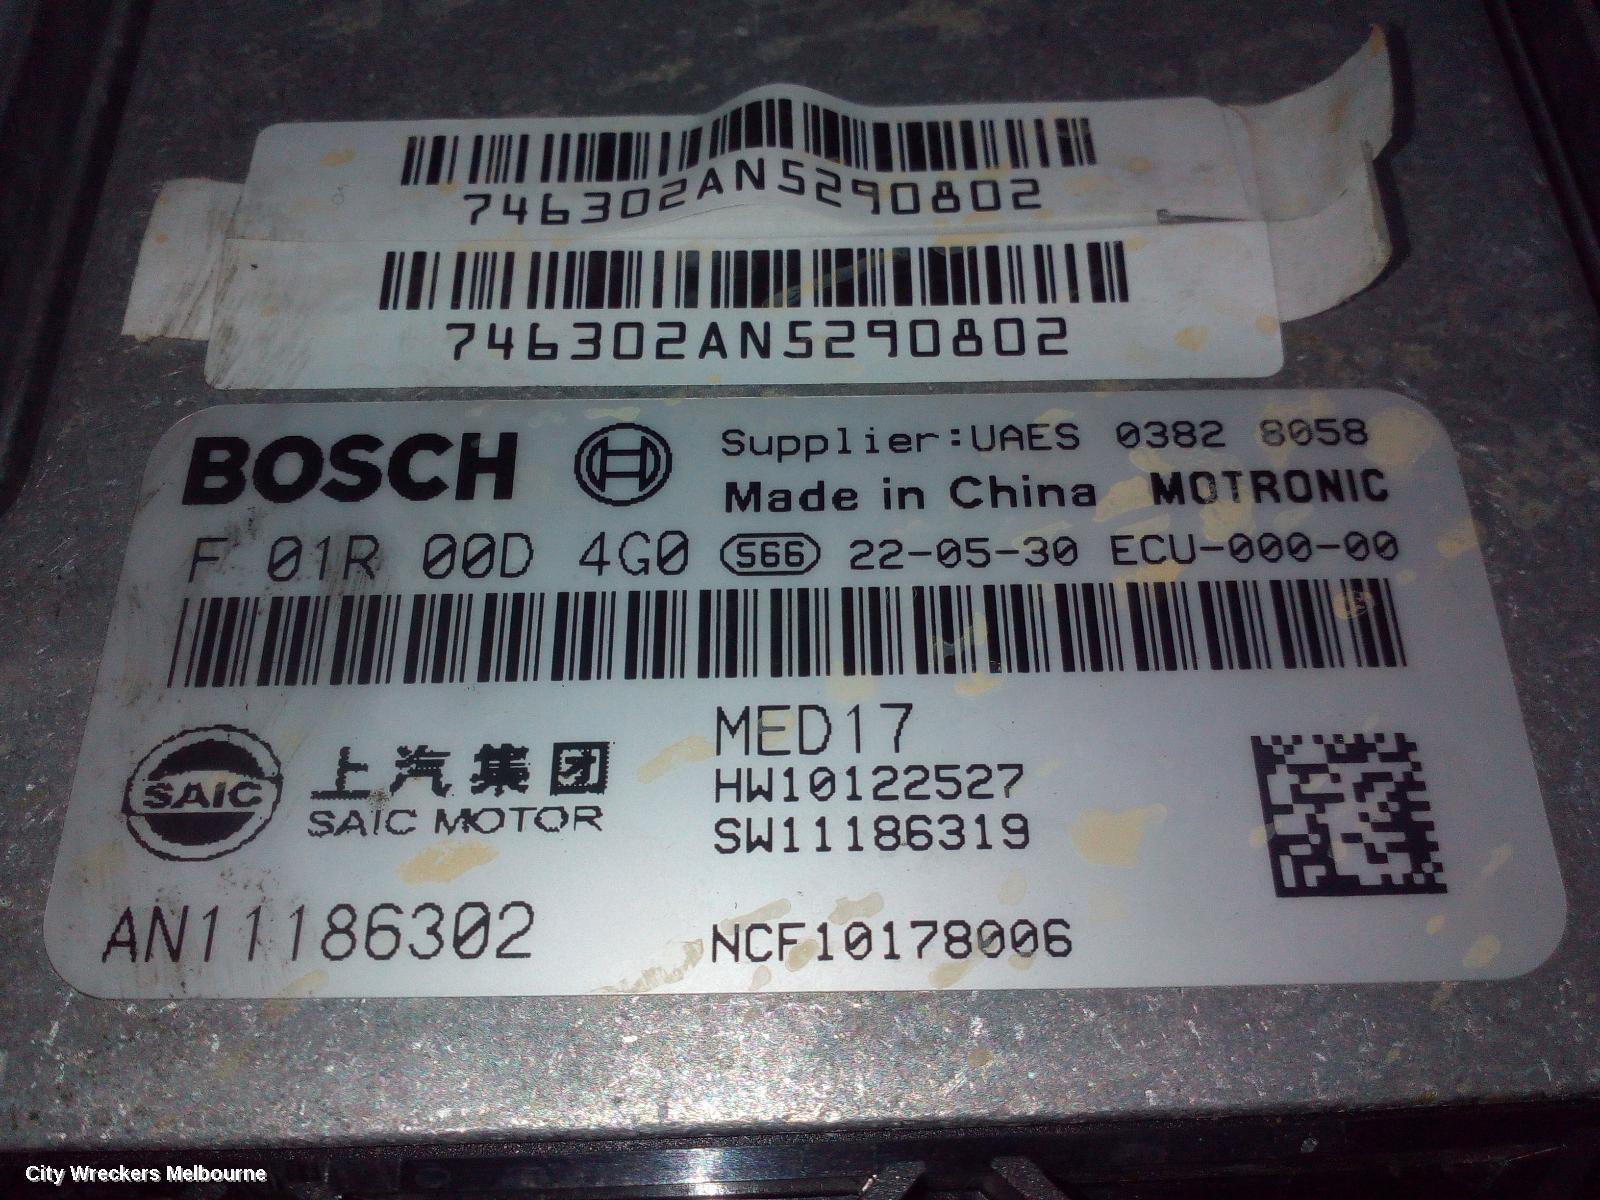 746302AN5290802
746302AN5290802
BOSCH Supplier:UAES 0382 8058
Made in China MOTRONIC
F 01R 00D 4G0 S66 22-05-30 ECU-000-00
MED17
SAIC 上汽集团 HW10122527
SAIC MOTOR SW11186319
AN11186302 NCF10178006
City Wreckers Melbourne